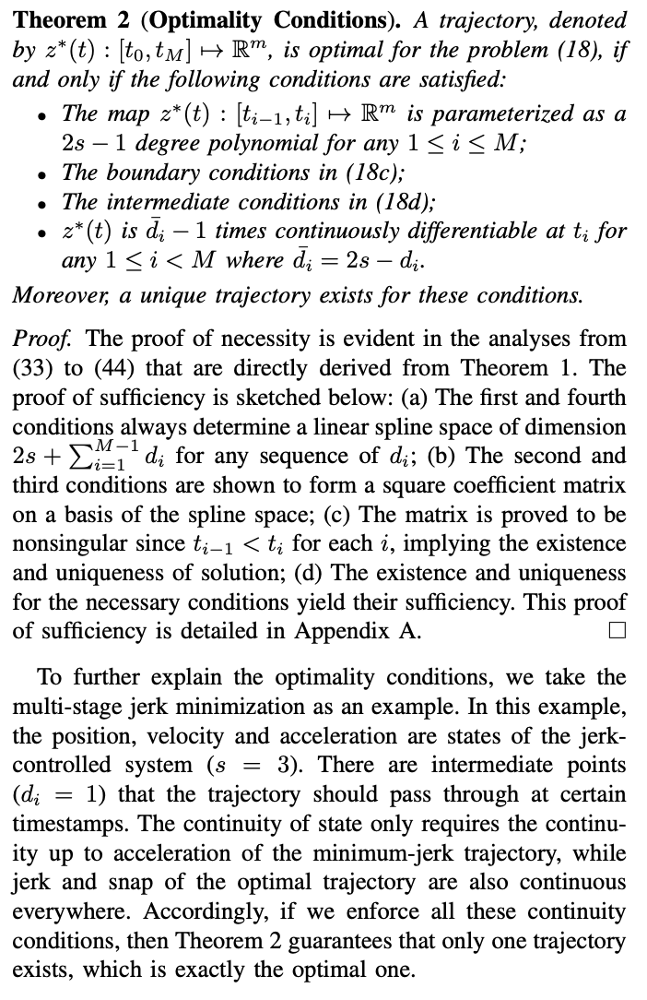 Theorem 2 (Optimality Conditions). A trajectory, denoted
by z*(t) : [t₀, t_M] ↦ ℝᵐ, is optimal for the problem (18), if
and only if the following conditions are satisfied:
• The map z*(t) : [t_{i−1}, t_i] ↦ ℝᵐ is parameterized as a
2s − 1 degree polynomial for any 1 ≤ i ≤ M;
• The boundary conditions in (18c);
• The intermediate conditions in (18d);
• z*(t) is d̄_i − 1 times continuously differentiable at t_i for
any 1 ≤ i < M where d̄_i = 2s − d_i.
Moreover, a unique trajectory exists for these conditions.
Proof. The proof of necessity is evident in the analyses from
(33) to (44) that are directly derived from Theorem 1. The
proof of sufficiency is sketched below: (a) The first and fourth
conditions always determine a linear spline space of dimension
2s + ∑_{i=1}^{M−1} d_i for any sequence of d_i; (b) The second and
third conditions are shown to form a square coefficient matrix
on a basis of the spline space; (c) The matrix is proved to be
nonsingular since t_{i−1} < t_i for each i, implying the existence
and uniqueness of solution; (d) The existence and uniqueness
for the necessary conditions yield their sufficiency. This proof
of sufficiency is detailed in Appendix A. □
To further explain the optimality conditions, we take the
multi-stage jerk minimization as an example. In this example,
the position, velocity and acceleration are states of the jerk-
controlled system (s = 3). There are intermediate points
(d_i = 1) that the trajectory should pass through at certain
timestamps. The continuity of state only requires the continu-
ity up to acceleration of the minimum-jerk trajectory, while
jerk and snap of the optimal trajectory are also continuous
everywhere. Accordingly, if we enforce all these continuity
conditions, then Theorem 2 guarantees that only one trajectory
exists, which is exactly the optimal one.